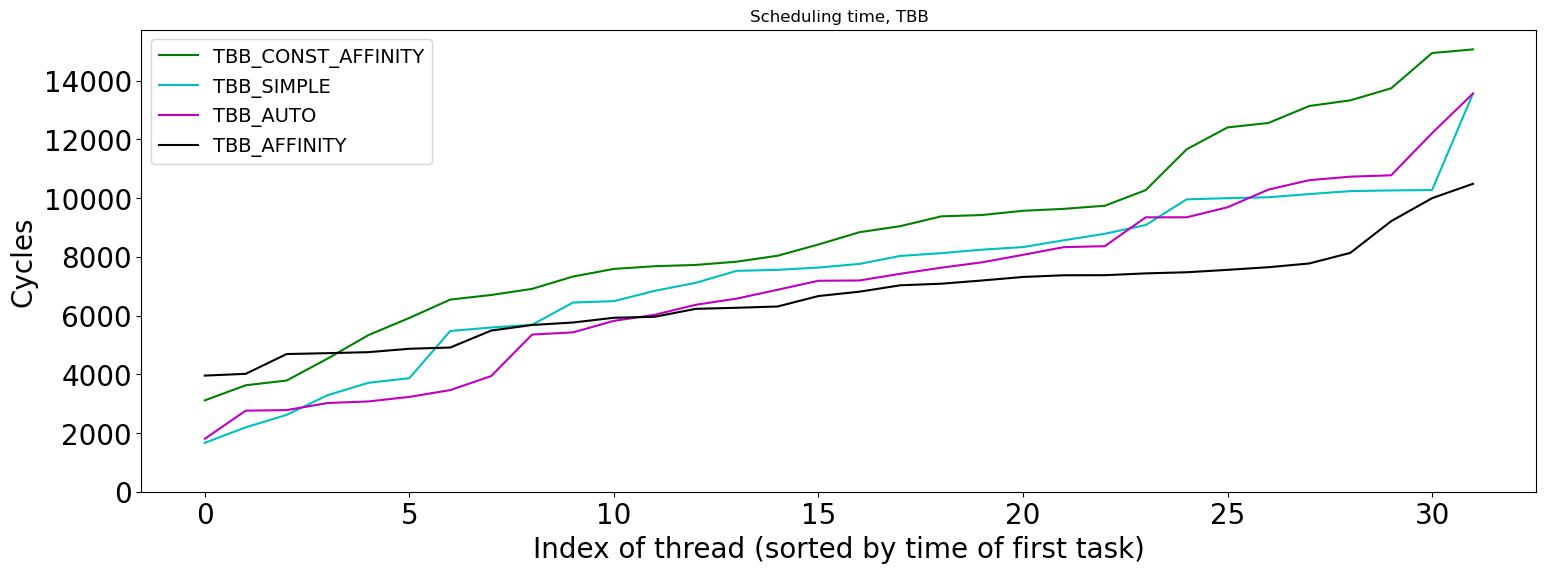 Scheduling time, TBB
TBB_CONST_AFFINITY
TBB_SIMPLE
TBB_AUTO
TBB_AFFINITY
14000
12000
10000
8000
6000
4000
2000
0
Cycles
0 5 10 15 20 25 30
Index of thread (sorted by time of first task)